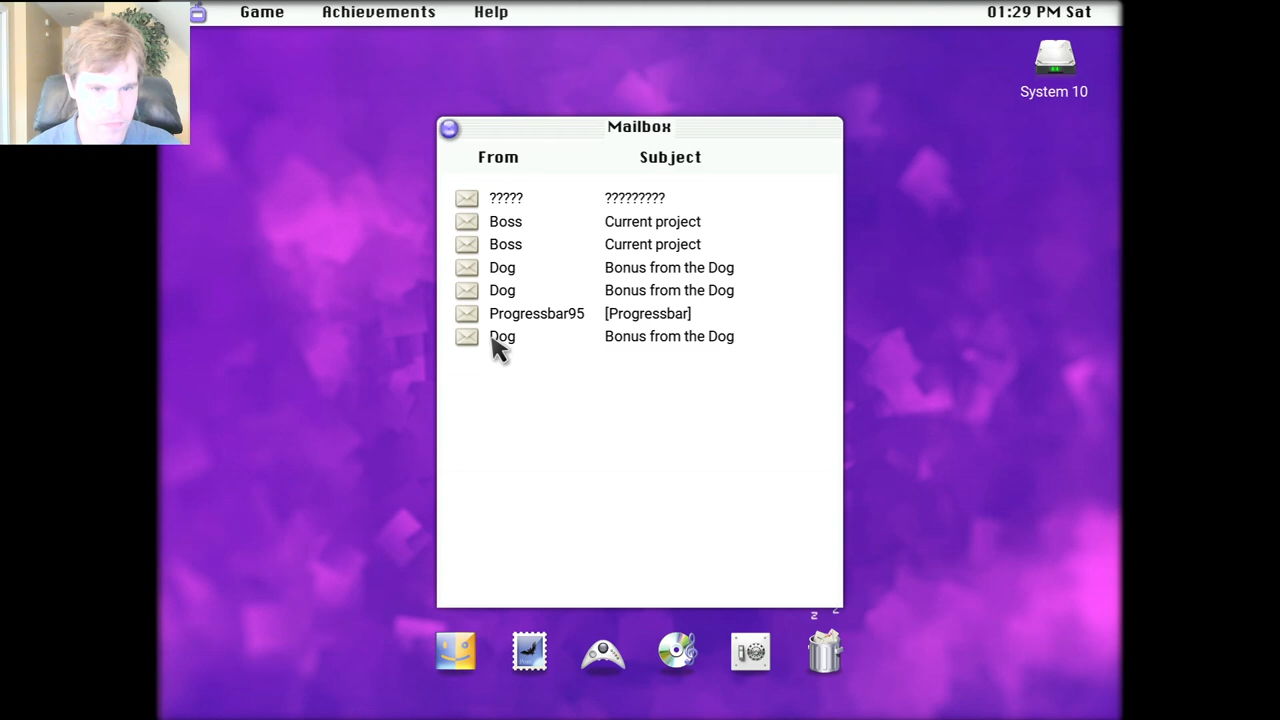 Game Achievements Help 01:29 PM Sat
System 10
Mailbox
From Subject
????? ?????????
Boss Current project
Boss Current project
Dog Bonus from the Dog
Dog Bonus from the Dog
Progressbar95 [Progressbar]
Dog Bonus from the Dog
z z